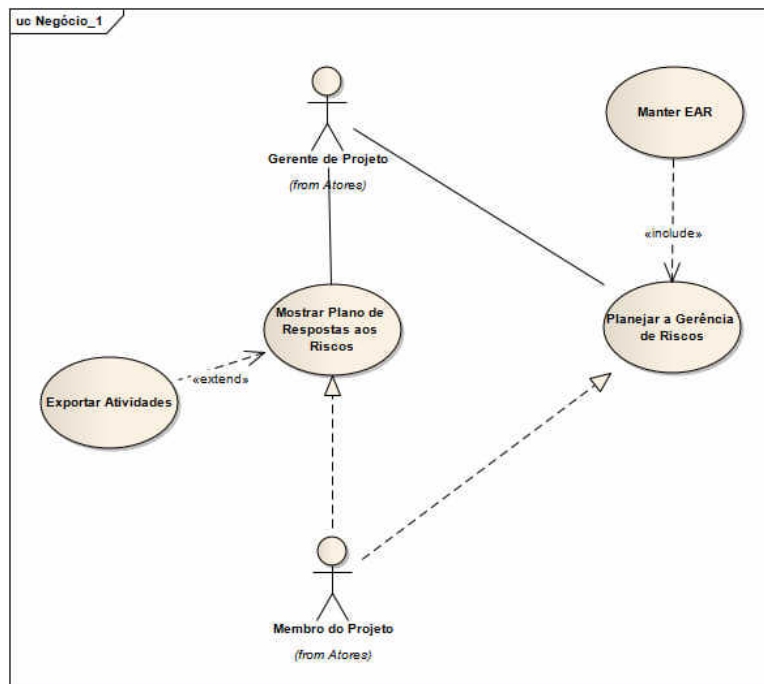 uc Negócio_1
Gerente de Projeto
(from Atores)
Manter EAR
«include»
Mostrar Plano de
Respostas aos
Riscos
Planejar a Gerência
de Riscos
«extend»
Exportar Atividades
Membro do Projeto
(from Atores)